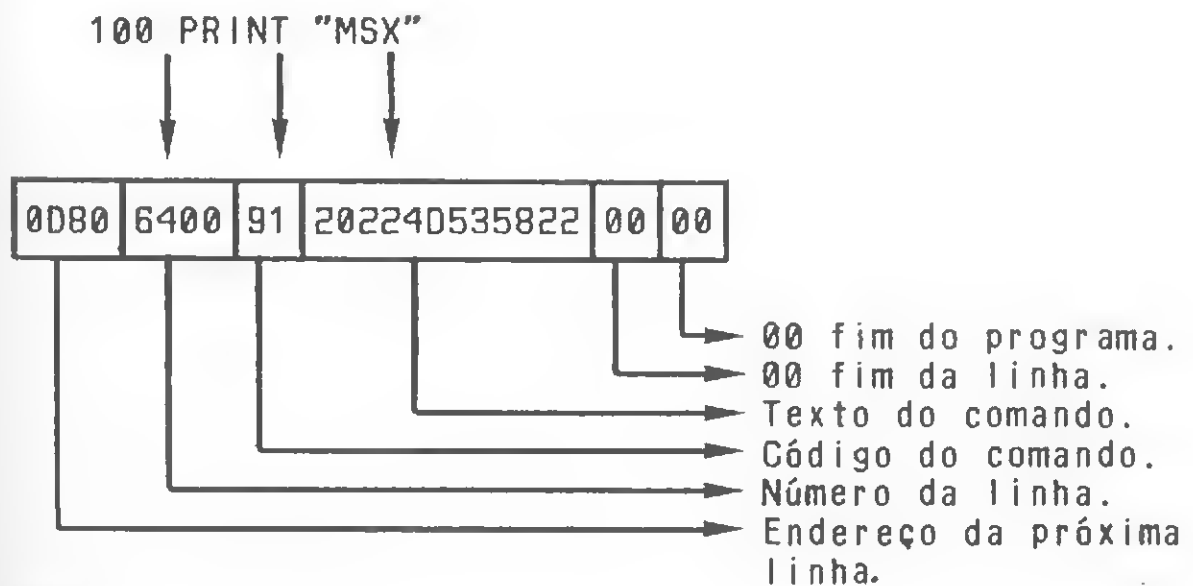 100 PRINT "MSX"
0D80 6400 91 20224D535822 00 00
00 fim do programa.
00 fim da linha.
Texto do comando.
Código do comando.
Número da linha.
Endereço da próxima
linha.